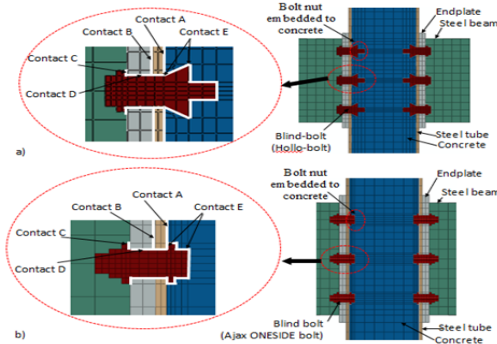 Contact A
Contact B
Contact E
Contact C
Contact D
a)
Bolt nut
em bedded to
concrete
Endplate
Steel beam
Blind-bolt
(Hollo-bolt)
Steel tube
Concrete
Contact A
Contact B
Contact E
Contact C
Contact D
b)
Bolt nut
em bedded to
concrete
Endplate
Steel beam
Blind bolt
(Ajax ONESIDE bolt)
Steel tube
Concrete